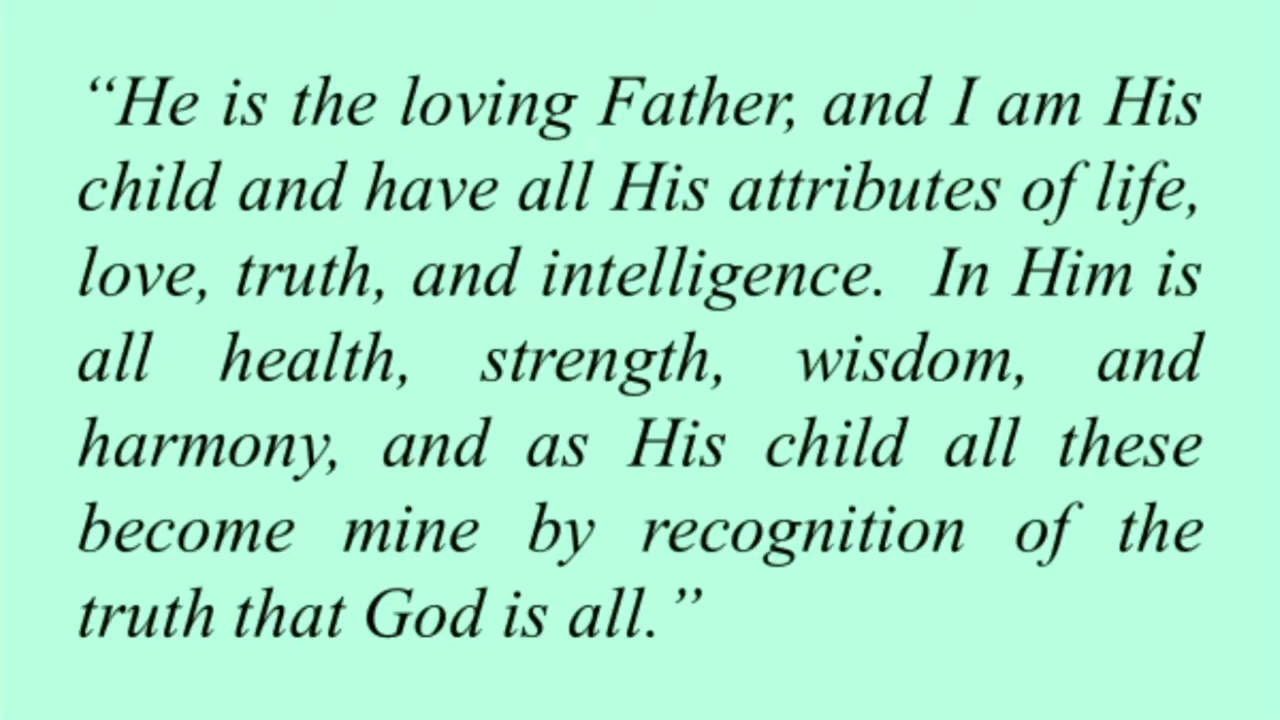 “He is the loving Father, and I am His
child and have all His attributes of life,
love, truth, and intelligence.  In Him is
all health, strength, wisdom, and
harmony, and as His child all these
become mine by recognition of the
truth that God is all.”